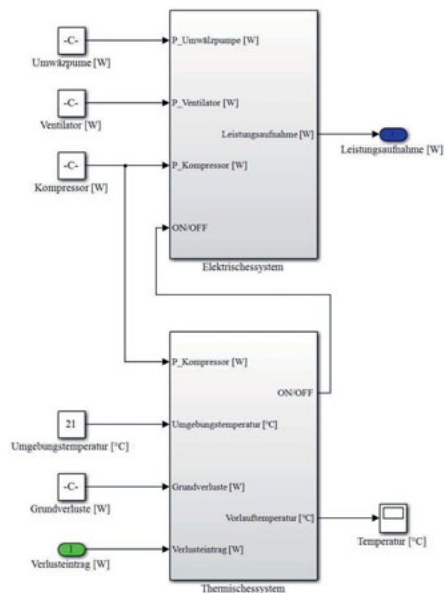 -C-
Umwäzpume [W]
-C-
Ventilator [W]
-C-
Kompressor [W]
P_Umwälzpumpe [W]
P_Ventilator [W]
Leistungsaufnahme [W]
P_Kompressor [W]
ON/OFF
Elektrischessystem
Leistungsaufnahme [W]
P_Kompressor [W]
ON/OFF
21
Umgebungstemperatur [°C]
Umgebungstemperatur [°C]
-C-
Grundverluste [W]
Grundverluste [W]
Vorlauftemperatur [°C]
Temperatur [°C]
1
Verlusteintrag [W]
Verlusteintrag [W]
Thermischessystem